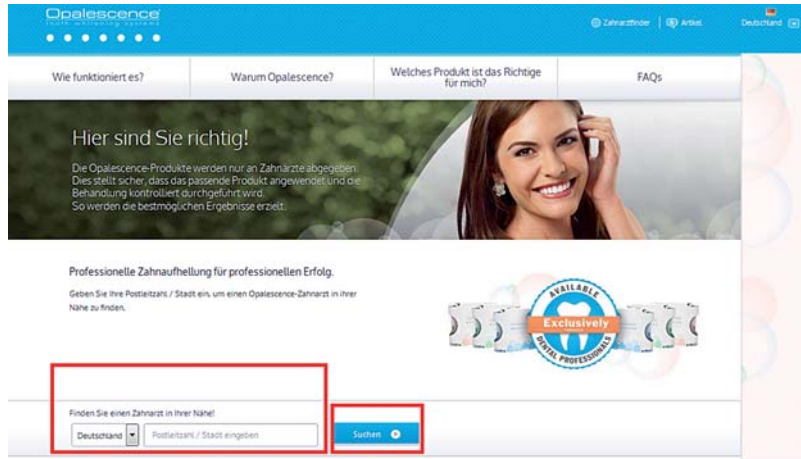 Opalescence
tooth whitening systems
Zahnarztfinder
Artikel
Deutschland
Wie funktioniert es?
Warum Opalescence?
Welches Produkt ist das Richtige
für mich?
FAQs
Hier sind Sie richtig!
Die Opalescence-Produkte werden nur an Zahnärzte abgegeben.
Dies stellt sicher, dass das passende Produkt angewendet und die
Behandlung kontrolliert durchgeführt wird.
So werden die bestmöglichen Ergebnisse erzielt.
Professionelle Zahnaufhellung für professionellen Erfolg.
Geben Sie Ihre Postleitzahl / Stadt ein, um einen Opalescence-Zahnarzt in ihrer
Nähe zu finden.
AVAILABLE
Exclusively
DENTAL PROFESSIONALS
Finden Sie einen Zahnarzt in Ihrer Nähe!
Deutschland
Postleitzahl / Stadt eingeben
Suchen